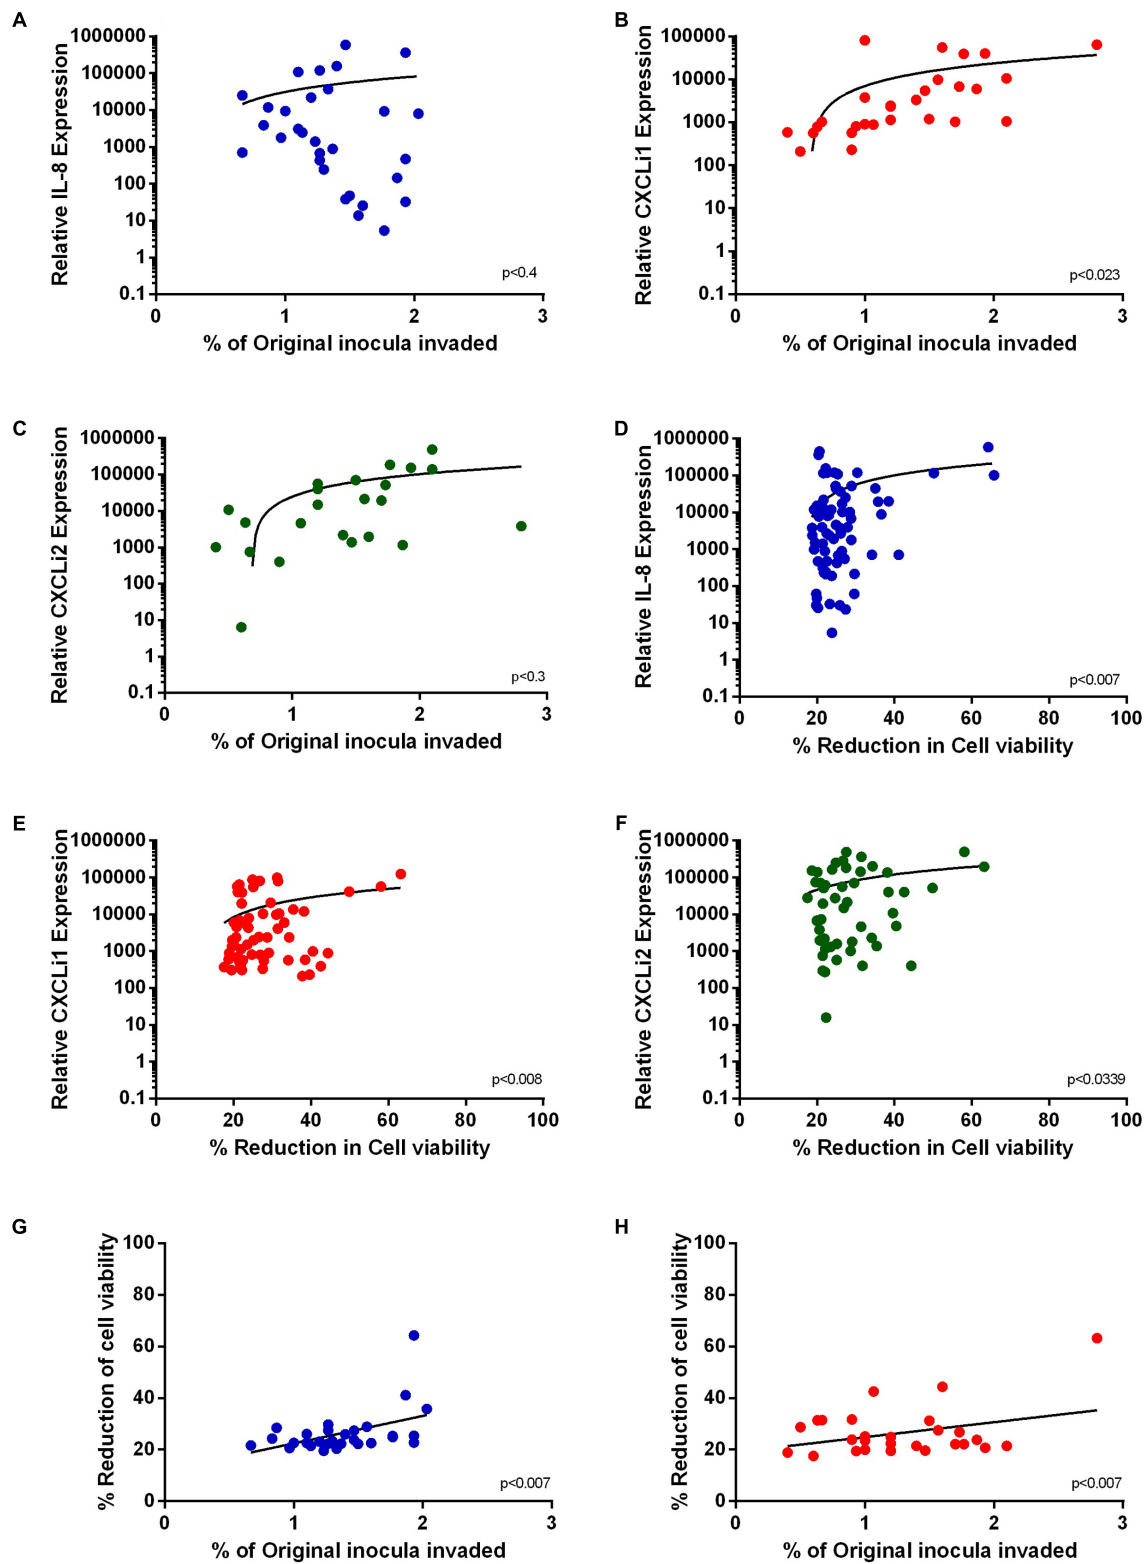 A
Relative IL-8 Expression
1000000
100000
10000
1000
100
10
1
0.1
0 1 2 3
p<0.4
% of Original inocula invaded
B
Relative CXCLi1 Expression
100000
10000
1000
100
10
1
0.1
0 1 2 3
p<0.023
% of Original inocula invaded
C
Relative CXCLi2 Expression
1000000
100000
10000
1000
100
10
1
0.1
0 1 2 3
p<0.3
% of Original inocula invaded
D
Relative IL-8 Expression
1000000
100000
10000
1000
100
10
1
0.1
0 20 40 60 80 100
p<0.007
% Reduction in Cell viability
E
Relative CXCLi1 Expression
1000000
100000
10000
1000
100
10
1
0.1
0 20 40 60 80 100
p<0.008
% Reduction in Cell viability
F
Relative CXCLi2 Expression
1000000
100000
10000
1000
100
10
1
0.1
0 20 40 60 80 100
p<0.0339
% Reduction in Cell viability
G
% Reduction of cell viability
100
80
60
40
20
0
0 1 2 3
p<0.007
% of Original inocula invaded
H
% Reduction of cell viability
100
80
60
40
20
0
0 1 2 3
p<0.007
% of Original inocula invaded